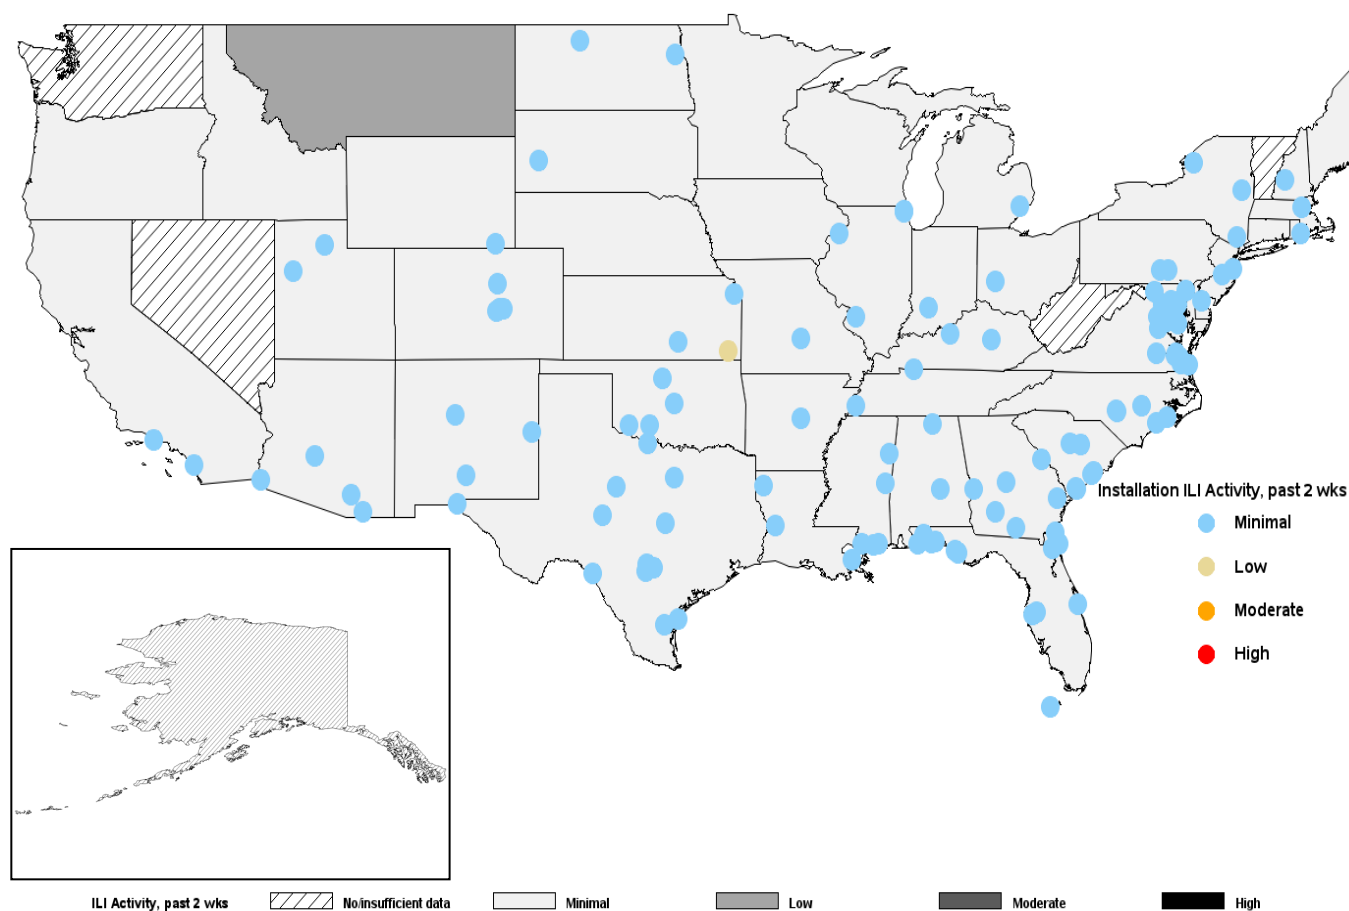 Installation ILI Activity, past 2 wks
Minimal
Low
Moderate
High
ILI Activity, past 2 wks No/insufficient data Minimal Low Moderate High